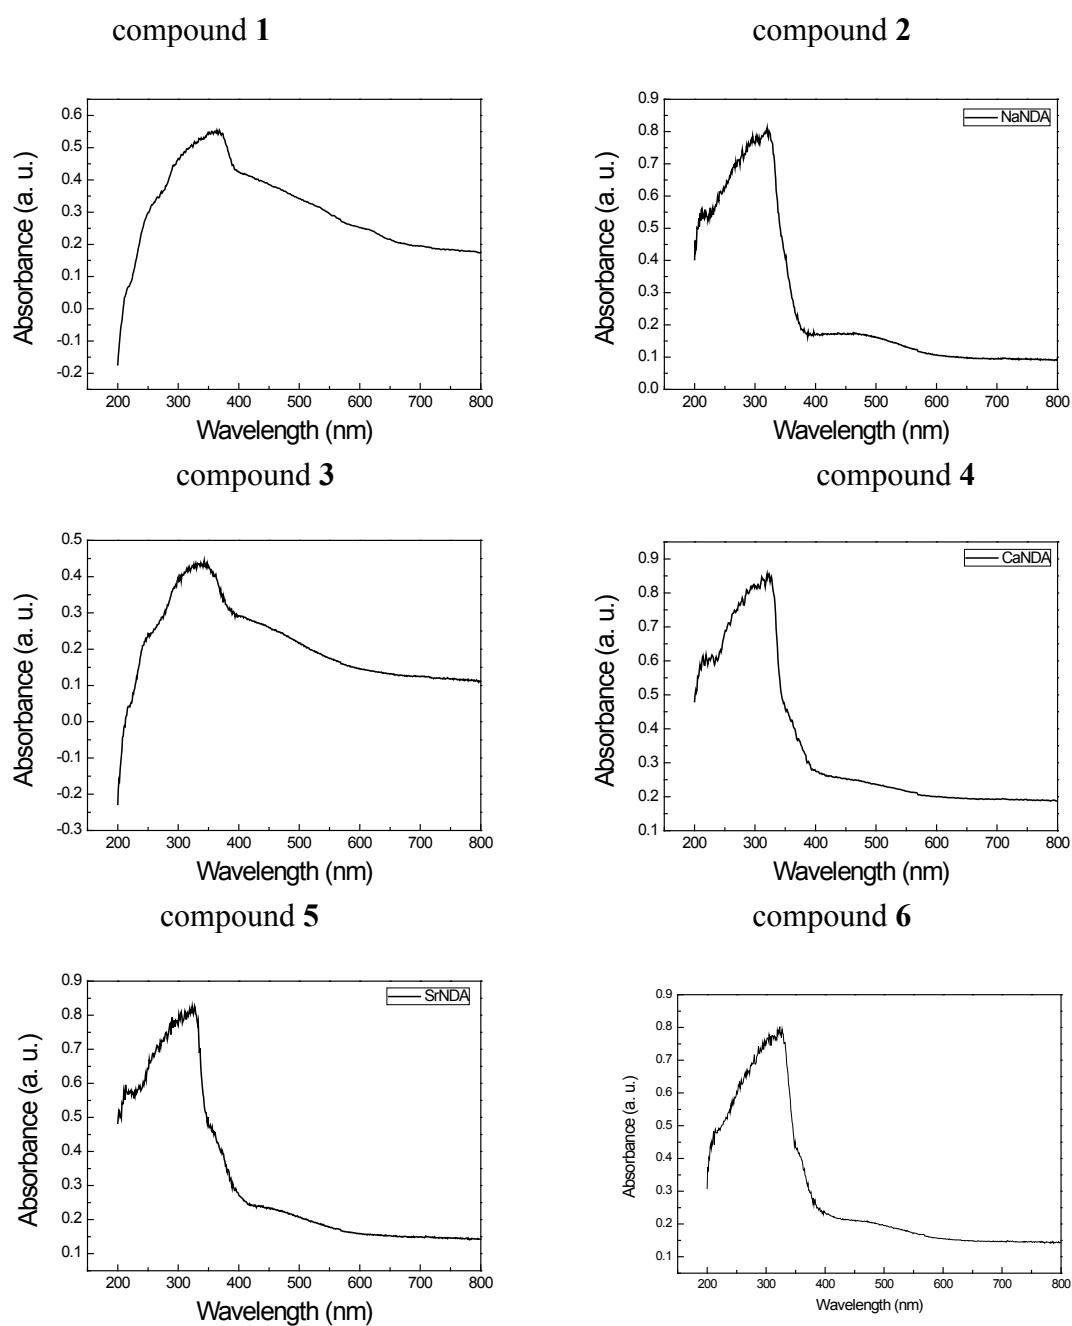 compound 1
compound 2
0.6
0.5
0.4
0.3
0.2
0.1
0.0
-0.1
-0.2
Absorbance (a. u.)
200 300 400 500 600 700 800
Wavelength (nm)
0.9
0.8
0.7
0.6
0.5
0.4
0.3
0.2
0.1
0.0
Absorbance (a. u.)
NaNDA
200 300 400 500 600 700 800
Wavelength (nm)
compound 3
compound 4
0.5
0.4
0.3
0.2
0.1
0.0
-0.1
-0.2
-0.3
Absorbance (a. u.)
200 300 400 500 600 700 800
Wavelength (nm)
0.9
0.8
0.7
0.6
0.5
0.4
0.3
0.2
0.1
Absorbance (a. u.)
CaNDA
200 300 400 500 600 700 800
Wavelength (nm)
compound 5
compound 6
0.9
0.8
0.7
0.6
0.5
0.4
0.3
0.2
0.1
Absorbance (a. u.)
SrNDA
200 300 400 500 600 700 800
Wavelength (nm)
0.9
0.8
0.7
0.6
0.5
0.4
0.3
0.2
0.1
Absorbance (a. u.)
200 300 400 500 600 700 800
Wavelength (nm)